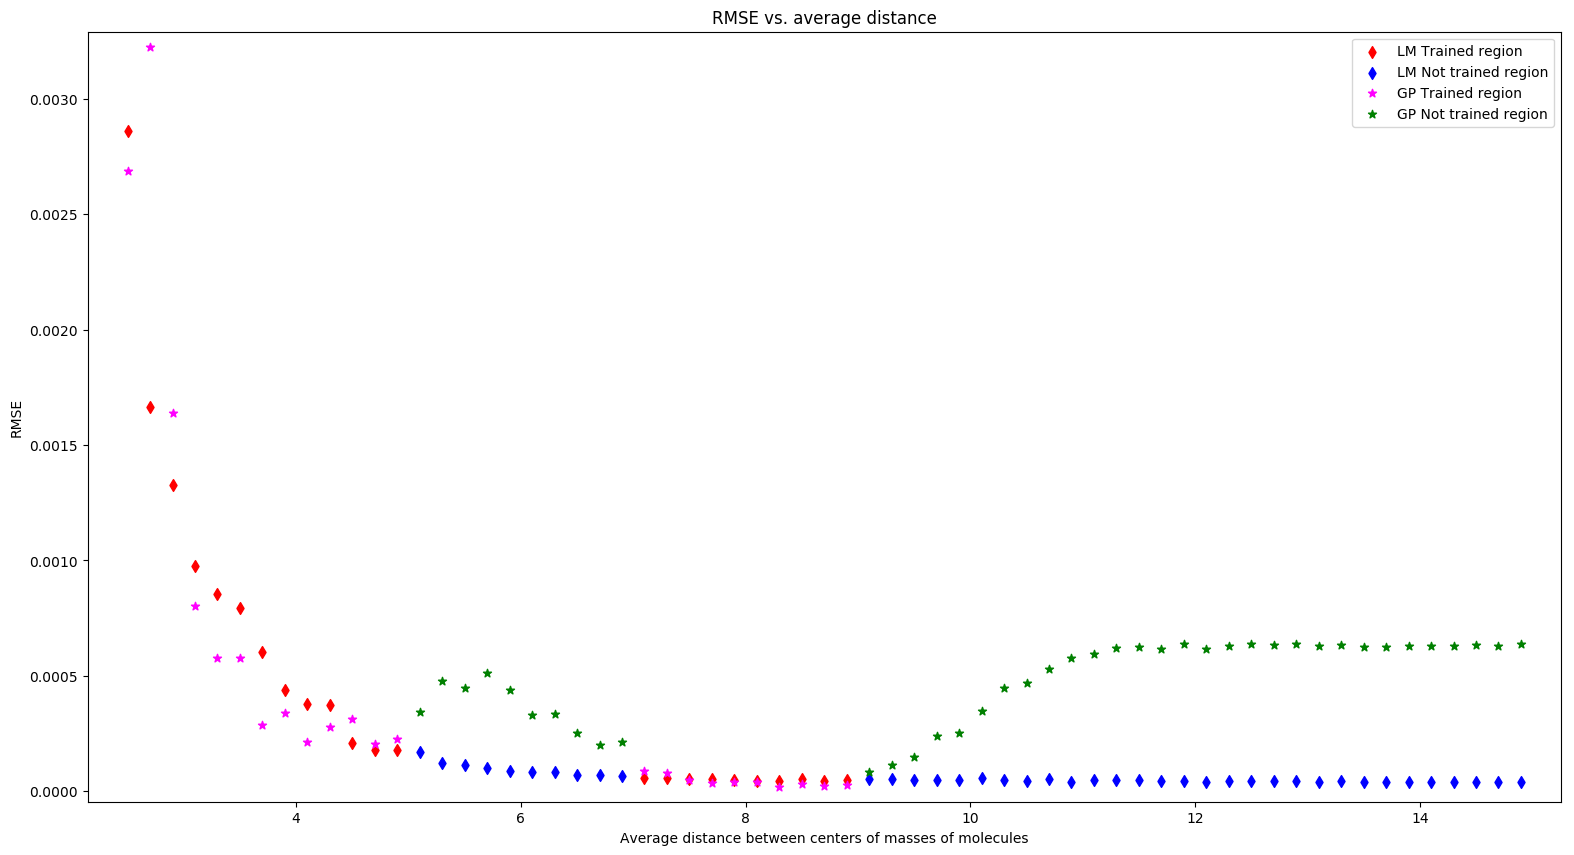 RMSE vs. average distance
LM Trained region
LM Not trained region
GP Trained region
GP Not trained region
RMSE
0.0030
0.0025
0.0020
0.0015
0.0010
0.0005
0.0000
4
6
8
10
12
14
Average distance between centers of masses of molecules